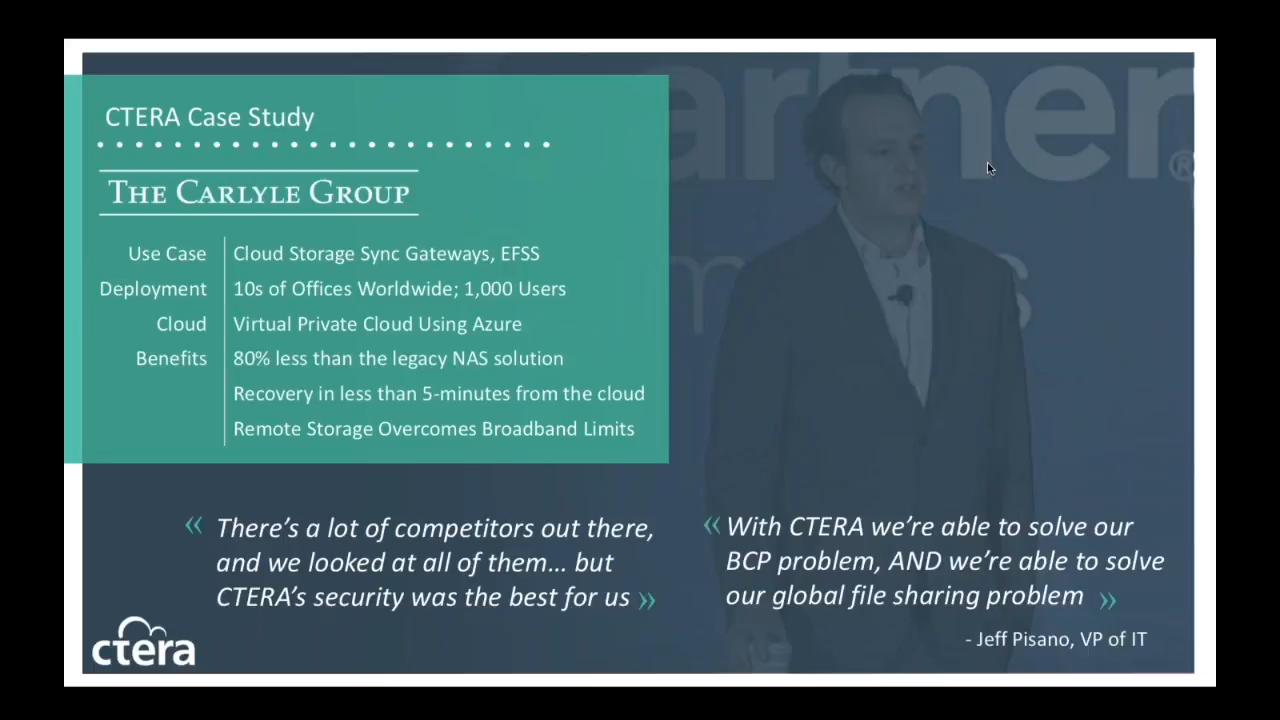 CTERA Case Study
THE CARLYLE GROUP
Use Case Cloud Storage Sync Gateways, EFSS
Deployment 10s of Offices Worldwide; 1,000 Users
Cloud Virtual Private Cloud Using Azure
Benefits 80% less than the legacy NAS solution
Recovery in less than 5-minutes from the cloud
Remote Storage Overcomes Broadband Limits
artner®
« There's a lot of competitors out there,
and we looked at all of them... but
CTERA's security was the best for us »
« With CTERA we're able to solve our
BCP problem, AND we're able to solve
our global file sharing problem »
- Jeff Pisano, VP of IT
ctera